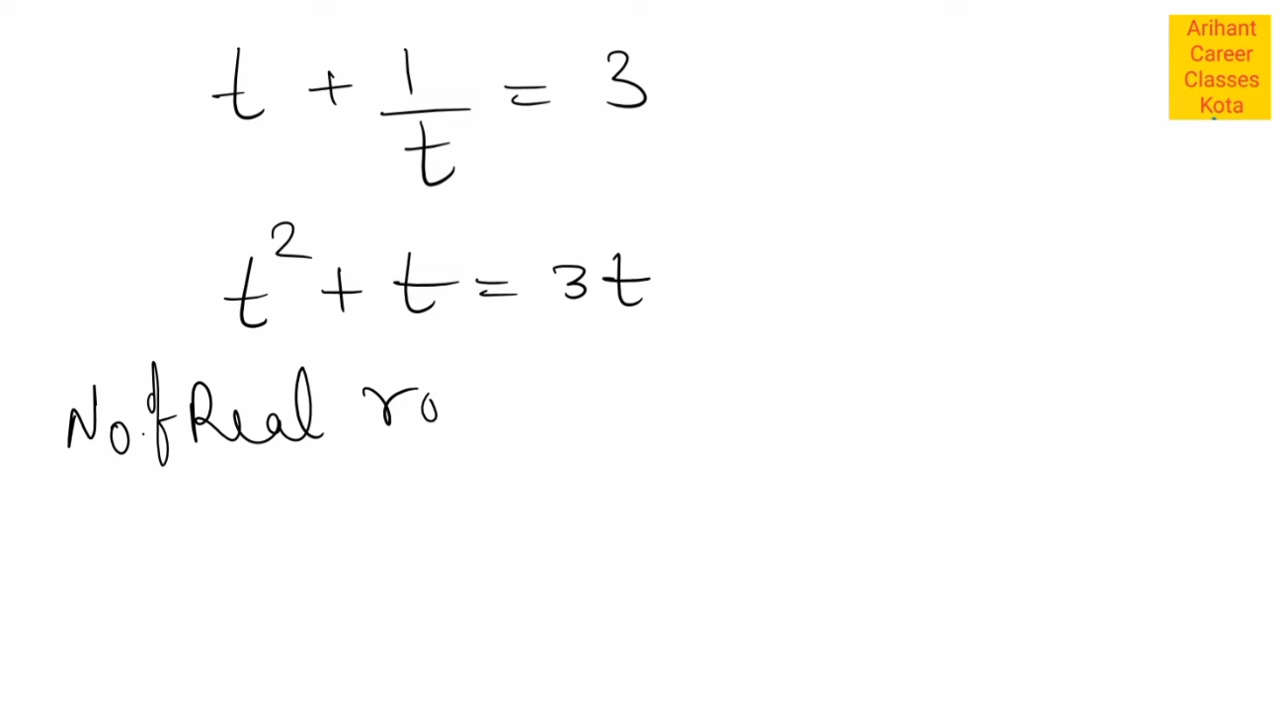 t + 1/t = 3
t² + t = 3t
No. of Real ro
Arihant
Career
Classes
Kota